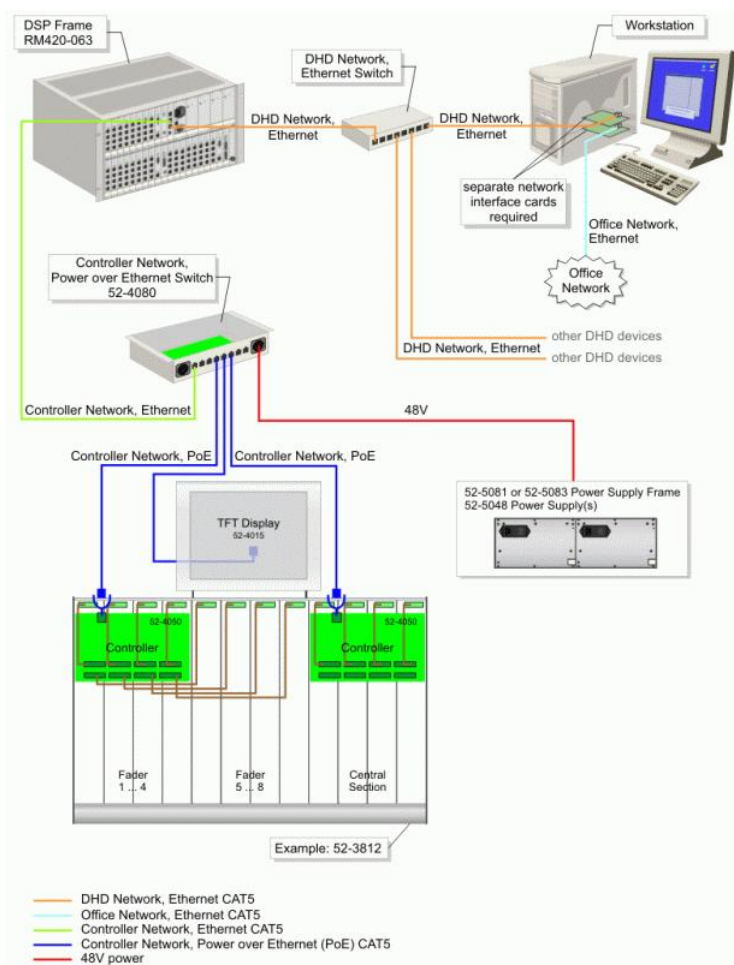 DSP Frame
RM420-063
DHD Network,
Ethernet Switch
Workstation
DHD Network,
Ethernet
DHD Network,
Ethernet
separate network
interface cards
required
Office Network,
Ethernet
Office
Network
Controller Network,
Power over Ethernet Switch
52-4080
other DHD devices
DHD Network, Ethernet
other DHD devices
Controller Network, Ethernet
48V
Controller Network, PoE
Controller Network, PoE
52-5081 or 52-5083 Power Supply Frame
52-5048 Power Supply(s)
TFT Display
52-4015
52-4050
Controller
52-4050
Controller
Fader
1 ... 4
Fader
5 ... 8
Central
Section
Example: 52-3812
DHD Network, Ethernet CAT5
Office Network, Ethernet CAT5
Controller Network, Ethernet CAT5
Controller Network, Power over Ethernet (PoE) CAT5
48V power